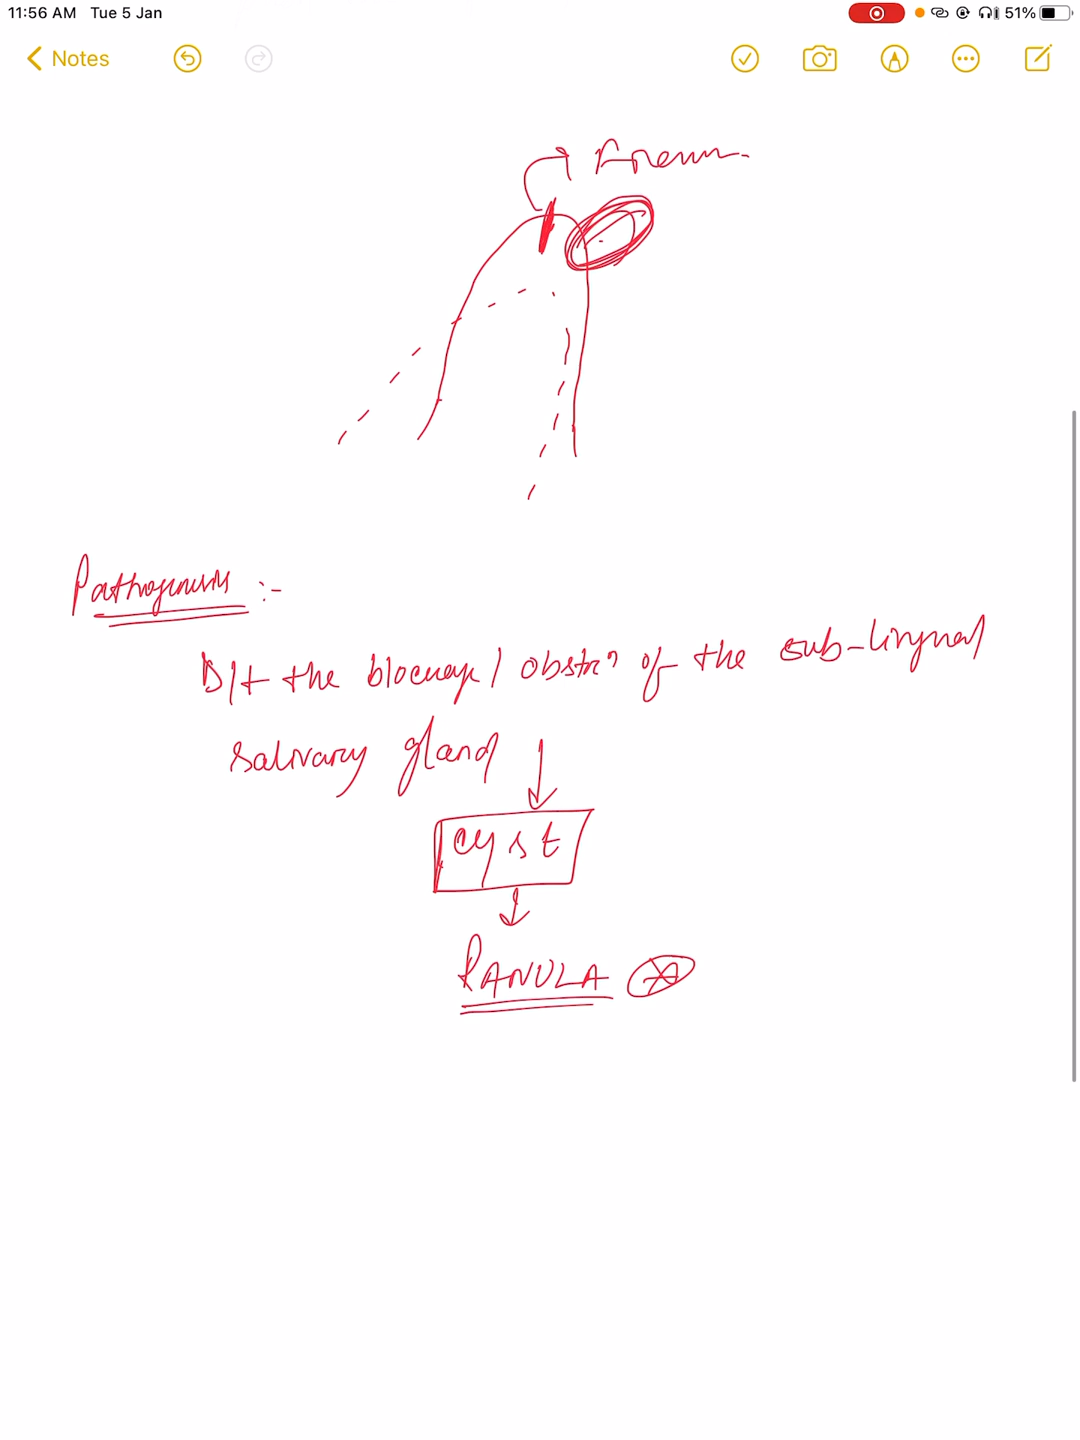 11:56 AM Tue 5 Jan
51%
Notes
Frenum.
Pathogenesis :-
D/t the blockage / obstrn of the sub-lingual
salivary gland
cyst
RANULA